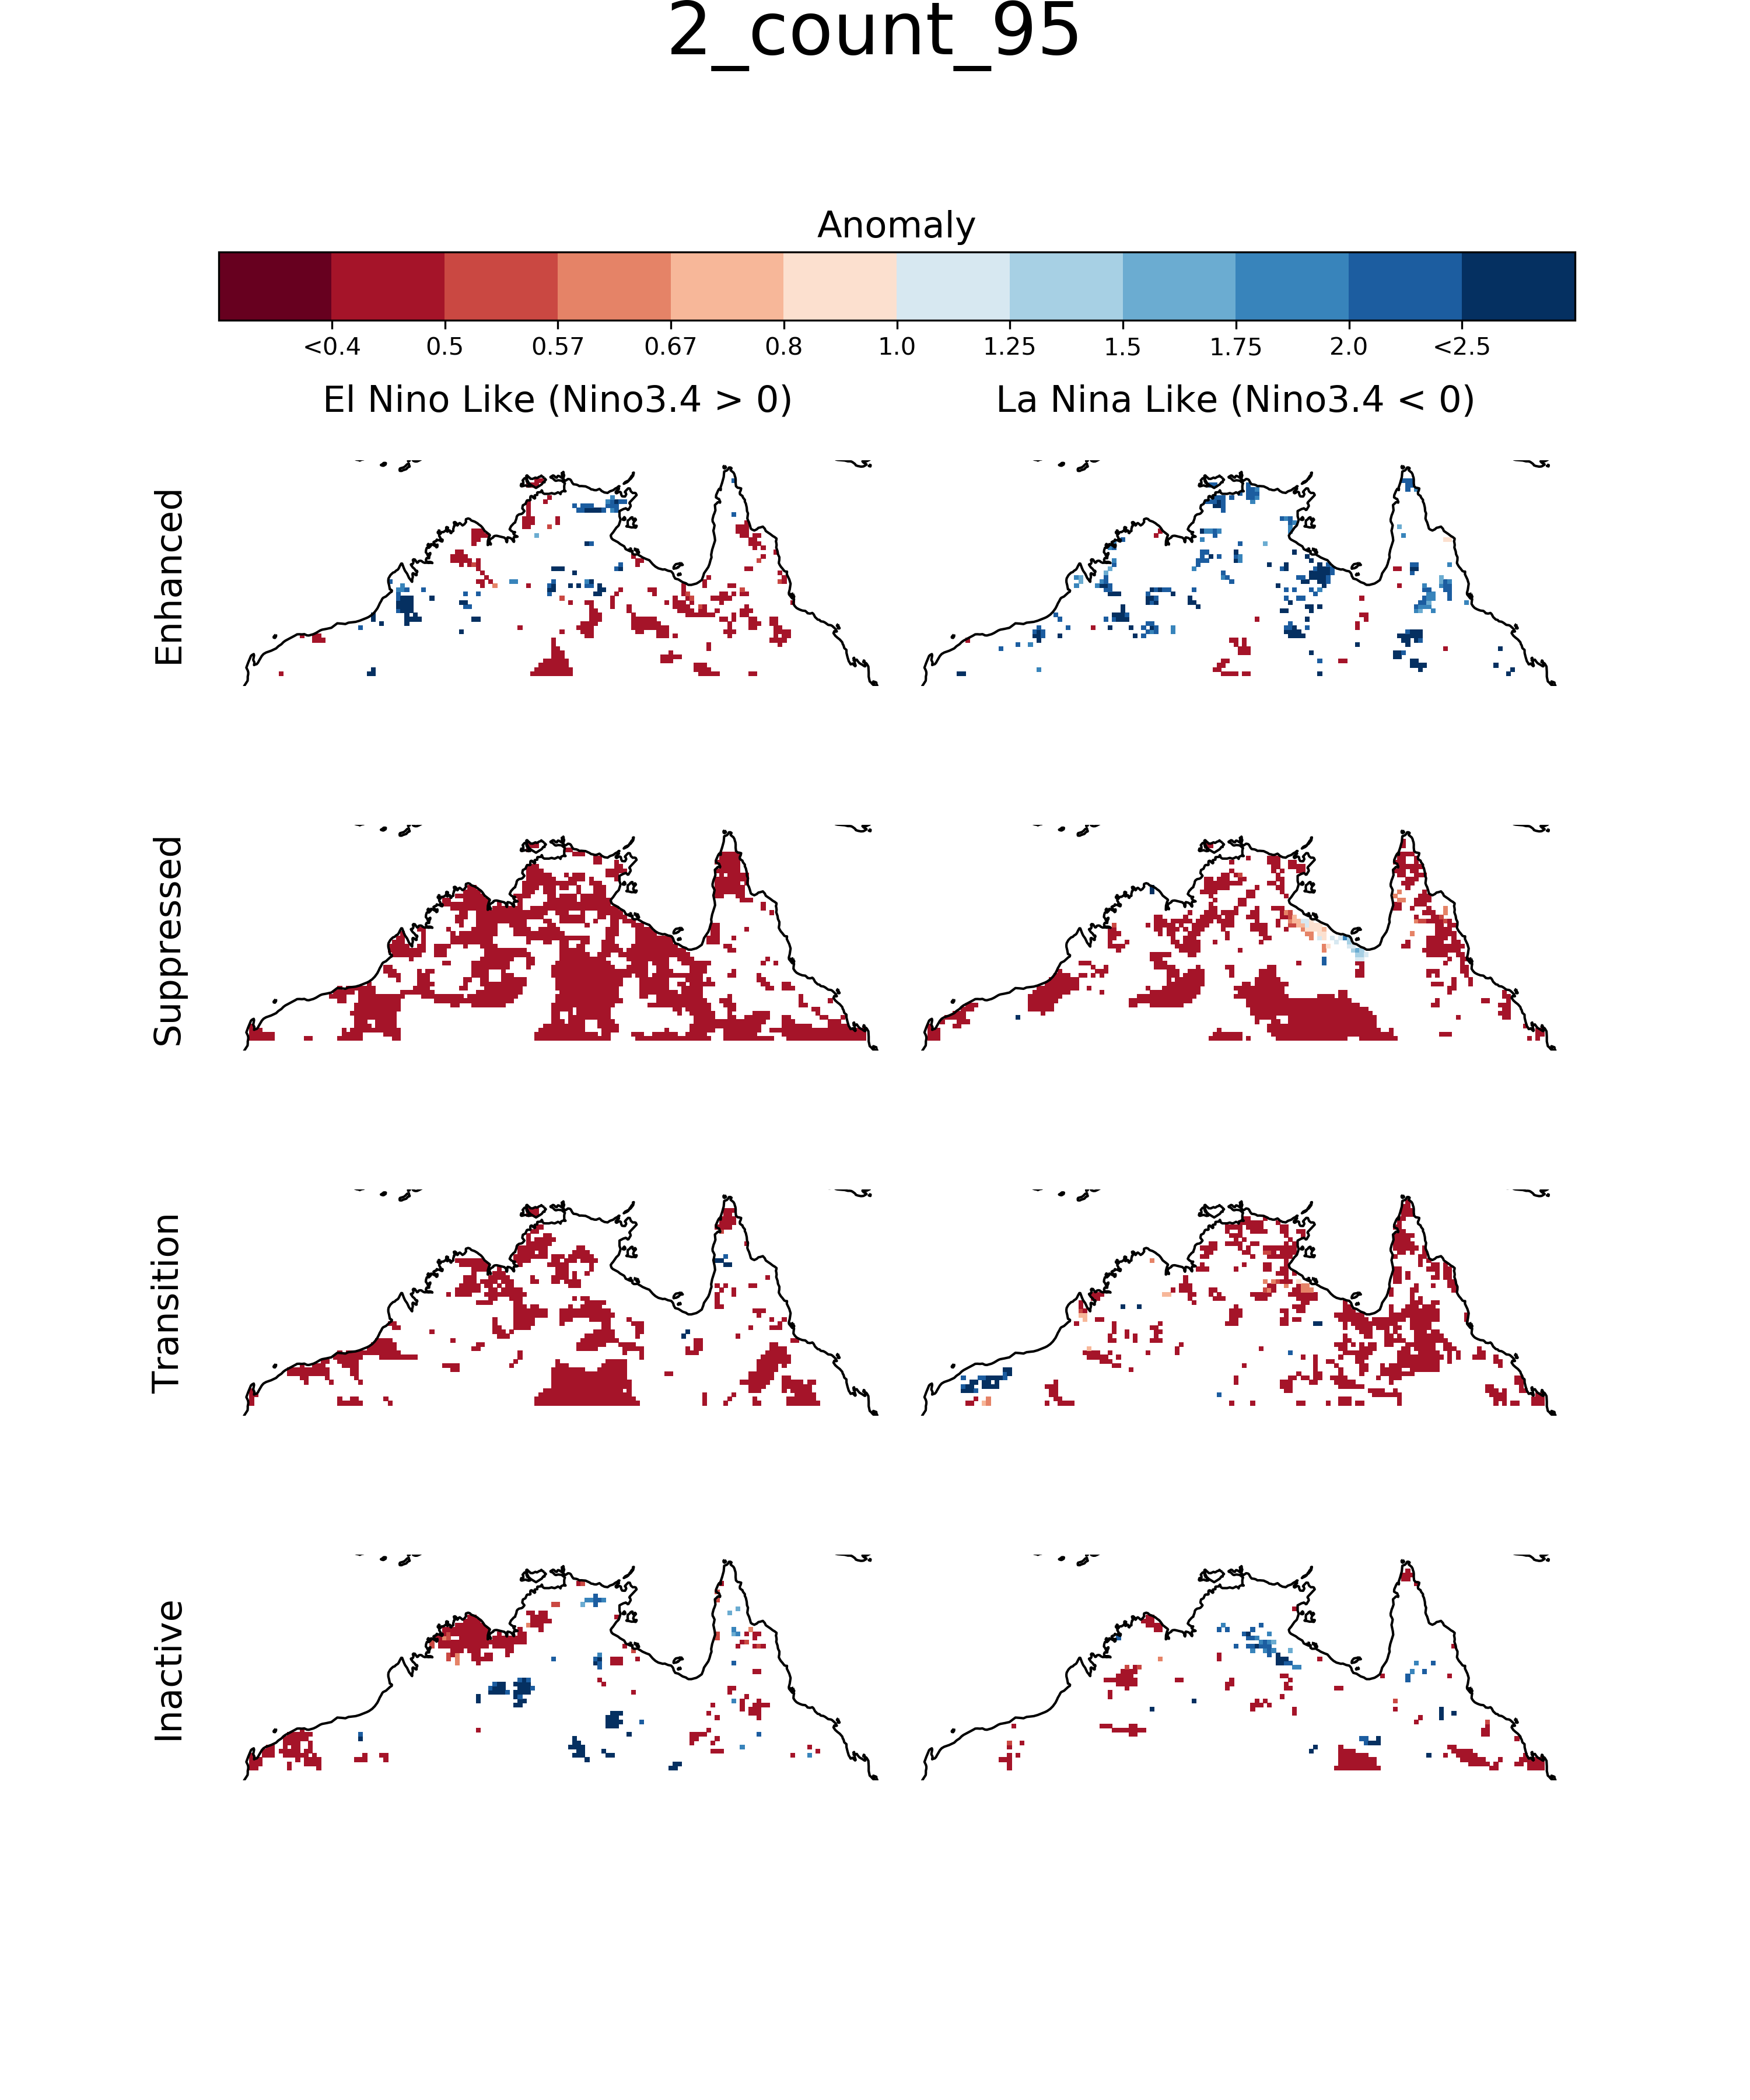 2_count_95
Anomaly
<0.4 0.5 0.57 0.67 0.8 1.0 1.25 1.5 1.75 2.0 <2.5
El Nino Like (Nino3.4 > 0) La Nina Like (Nino3.4 < 0)
Enhanced
Suppressed
Transition
Inactive